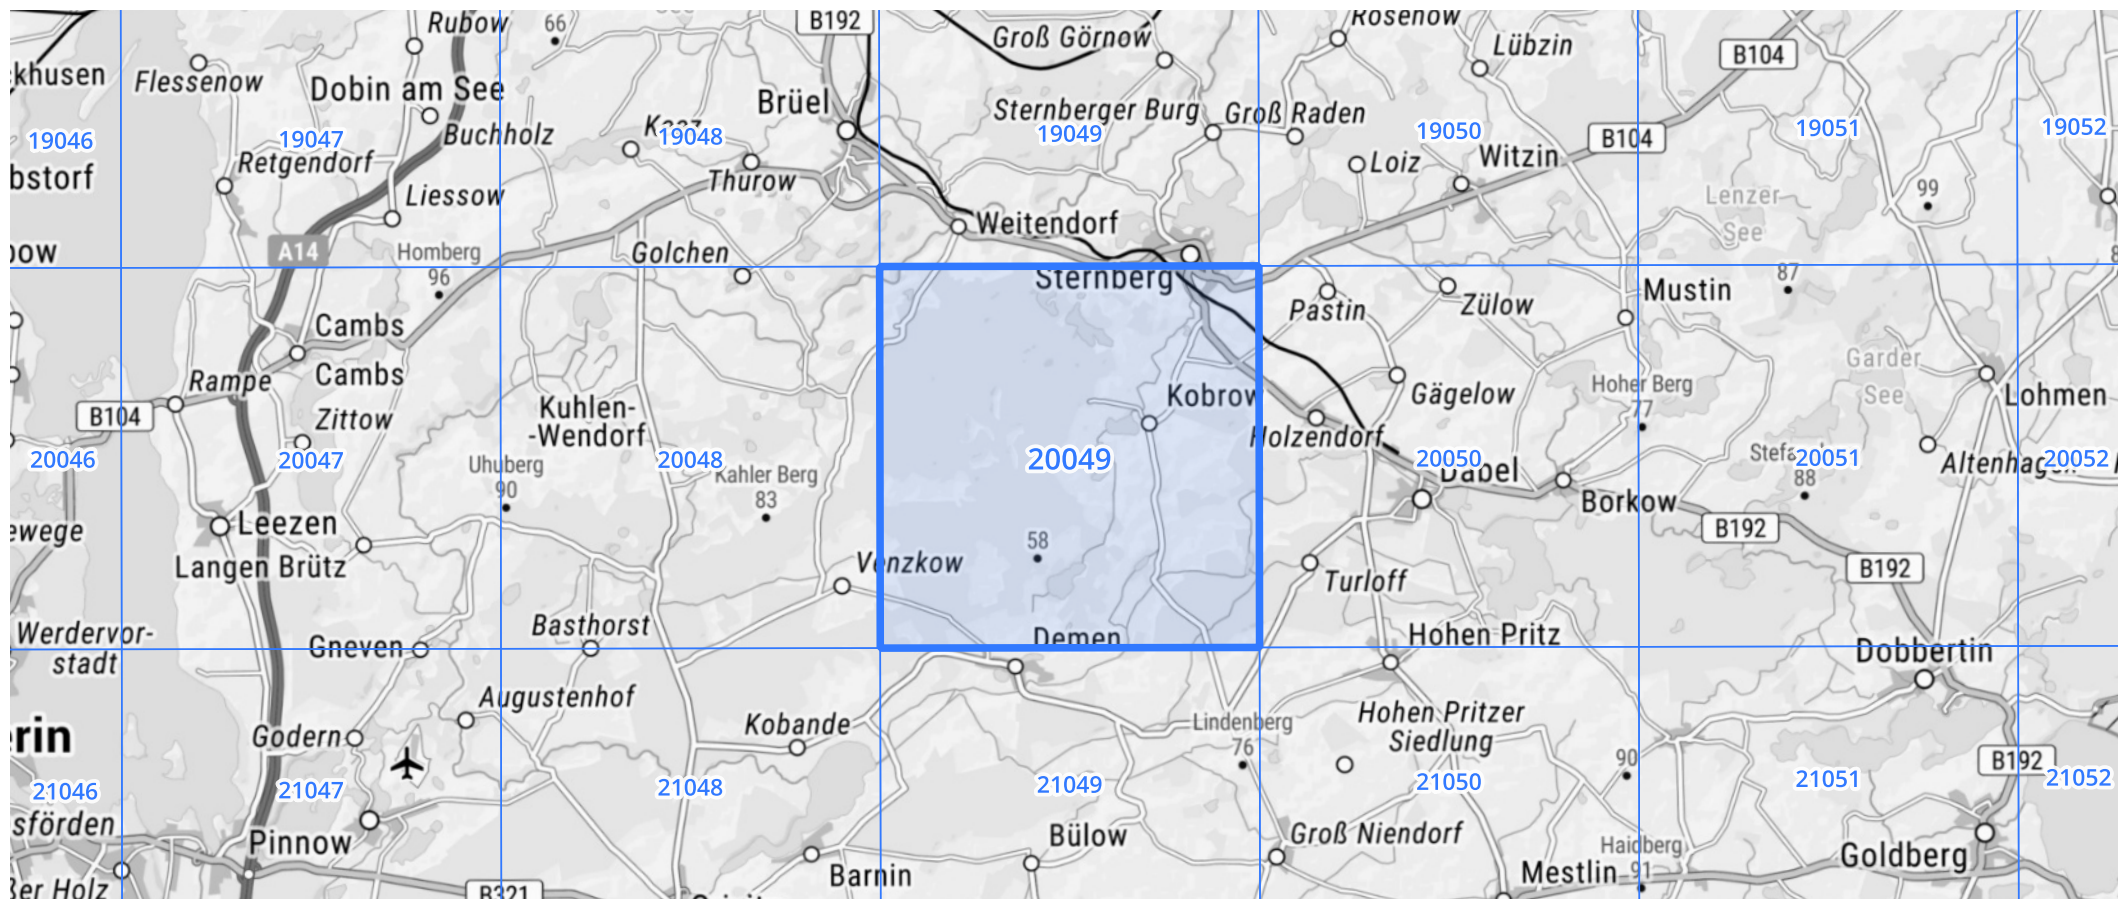 Rubow
66
B192
Groß Görnow
Rosenow
Lübzin
B104
khusen
Flessenow
Dobin am See
Brüel
Sternberger Burg
Groß Raden
Buchholz
19046
19047
19048
19049
19050
B104
19051
19052
bstorf
Retgendorf
Thurow
Loiz
Witzin
Liessow
Lenzer
See
99
ow
A14
Homberg
96
Golchen
Weitendorf
Sternberg
Pastin
Zülow
Mustin
87
Cambs
Cambs
Rampe
B104
Zittow
Kuhlen-
-Wendorf
Kobrow
Gägelow
Hoher Berg
77
Garder
See
Lohmen
Holzendorf
20046
20047
Uhuberg
90
20048
Kahler Berg
83
20049
20050
Dabel
20051
88
Altenhagen
20052
ewege
Leezen
Langen Brütz
58
Borkow
B192
B192
Venzkow
Turloff
Werdervor-
stadt
Gneven
Basthorst
Demen
Hohen Pritz
Dobbertin
Augustenhof
rin
Godern
Kobande
Lindenberg
76
Hohen Pritzer
Siedlung
90
B192
21046
21047
21048
21049
21050
21051
21052
sförden
Pinnow
Barnin
Bülow
Groß Niendorf
Haidberg
91
Mestlin
Goldberg
ßer Holz
B321